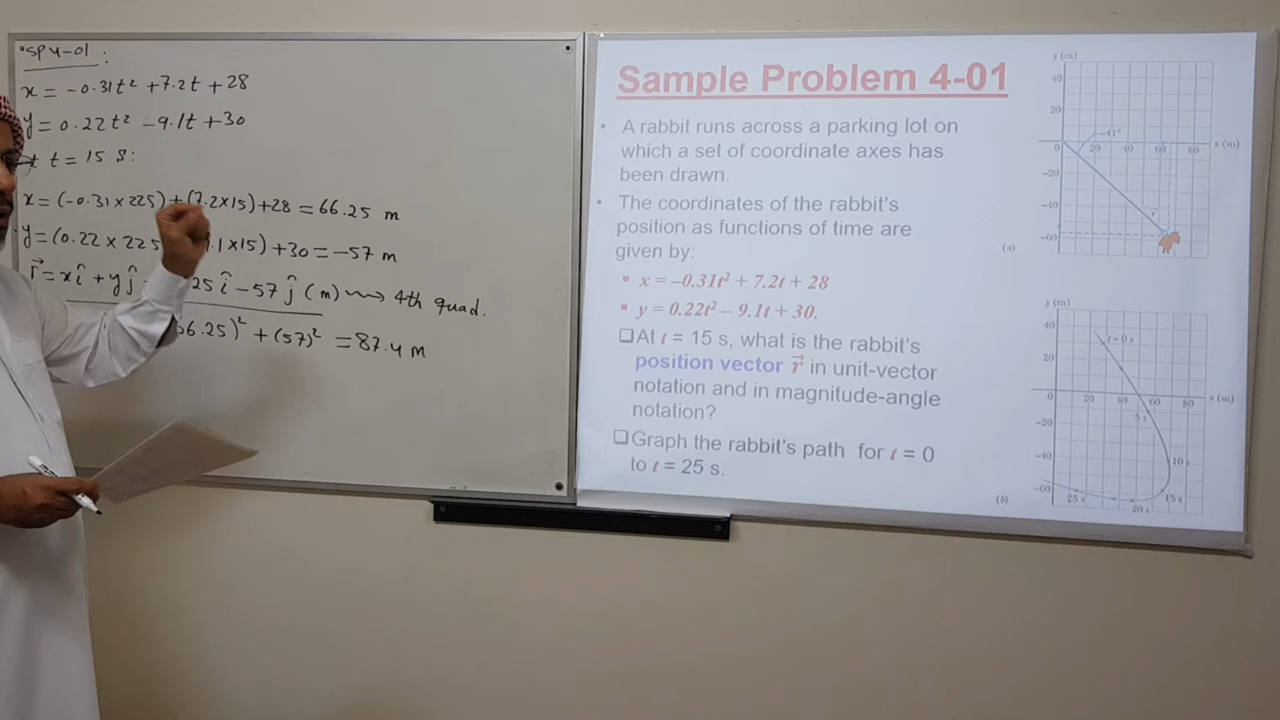 SP4-01 :
x = -0.31t² + 7.2t + 28
y = 0.22t² - 9.1t + 30
t = 15 s:
x = (-0.31 × 225) + (7.2×15) + 28 = 66.25 m
y = (0.22 × 225 .1 × 15) + 30 = -57 m
r⃗ = xî + yĵ 25 î - 57 ĵ (m) ⇝ 4th quad.
66.25)² + (57)² = 87.4 m
Sample Problem 4-01
• A rabbit runs across a parking lot on
which a set of coordinate axes has
been drawn.
• The coordinates of the rabbit's
position as functions of time are
given by:
▪ x = –0.31t² + 7.2t + 28
▪ y = 0.22t² – 9.1t + 30.
❑At t = 15 s, what is the rabbit's
position vector r⃗ in unit-vector
notation and in magnitude-angle
notation?
❑Graph the rabbit's path for t = 0
to t = 25 s.
y (m)
40
20
0 20 40 60 80 x (m)
–41°
–20
–40
–60
r⃗
(a)
y (m)
40
t = 0 s
20
0 20 40 60 80 x (m)
5 s
–20
–40
10 s
–60
25 s 20 s 15 s
(b)